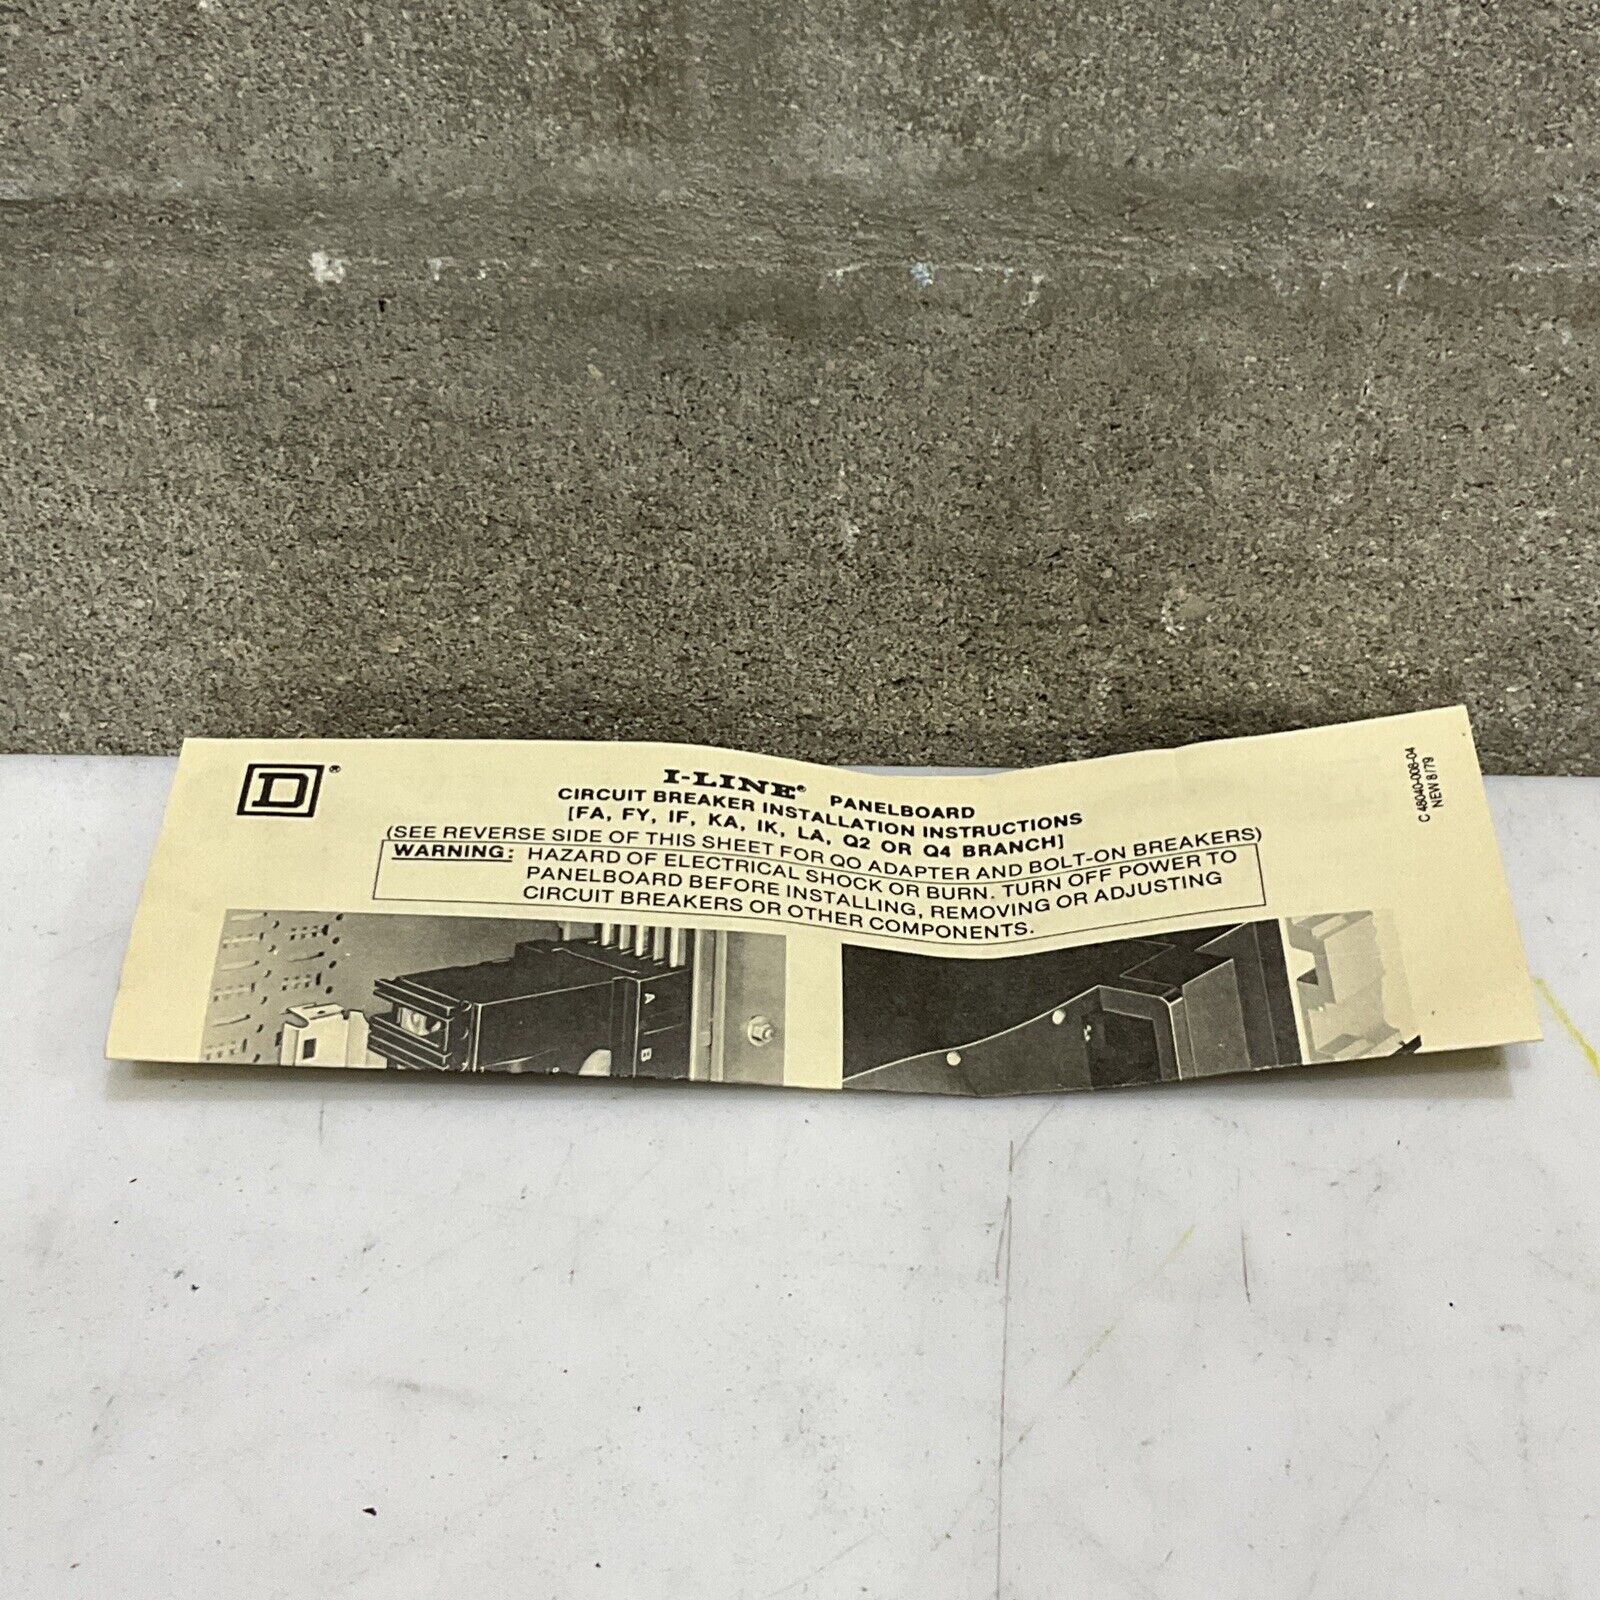 D®
I-LINE® PANELBOARD
CIRCUIT BREAKER INSTALLATION INSTRUCTIONS
[FA, FY, IF, KA, IK, LA, Q2 OR Q4 BRANCH]
(SEE REVERSE SIDE OF THIS SHEET FOR QO ADAPTER AND BOLT-ON BREAKERS)
WARNING: HAZARD OF ELECTRICAL SHOCK OR BURN. TURN OFF POWER TO
PANELBOARD BEFORE INSTALLING, REMOVING OR ADJUSTING
CIRCUIT BREAKERS OR OTHER COMPONENTS.
C 48040-008-04
NEW 8/79
A
B